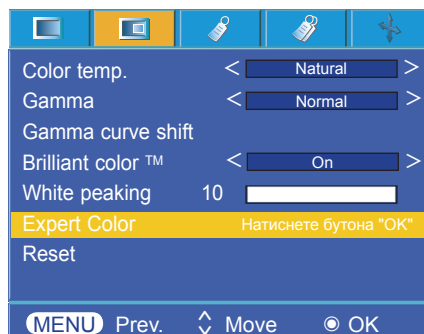 Color temp. < Natural >
Gamma < Normal >
Gamma curve shift
Brilliant color ™ < On >
White peaking 10
Expert Color Натиснете бутона "OK"
Reset
MENU Prev. Move OK